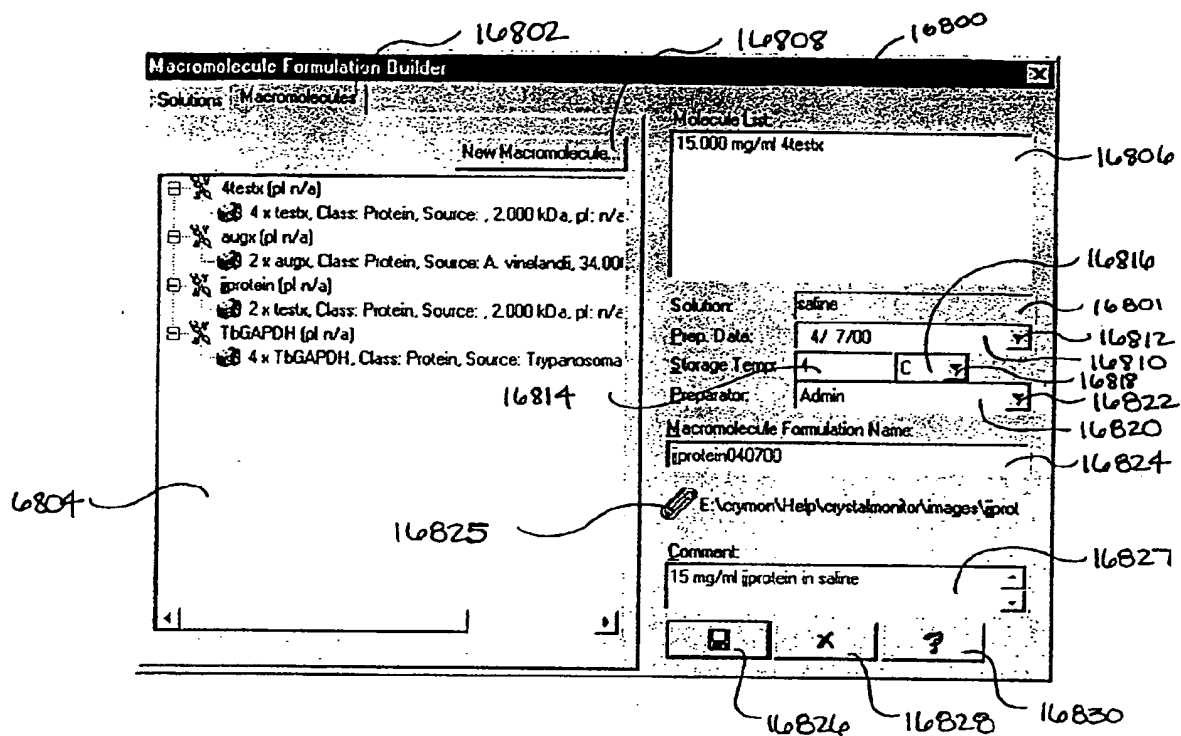 16802
16808
16800
Macromolecule Formulation Builder
Solutions Macromolecules
New Macromolecule...
4testx (pI n/a)
4 x testx, Class: Protein, Source: , 2.000 kDa, pI: n/a
augx (pI n/a)
2 x augx, Class: Protein, Source: A. vinelandii, 34.00
jjprotein (pI n/a)
2 x testx, Class: Protein, Source: , 2.000 kDa, pI: n/a
TbGAPDH (pI n/a)
4 x TbGAPDH, Class: Protein, Source: Trypanosoma
6804
Molecule List:
15.000 mg/ml 4testx
16806
16816
Solution: saline
16801
Prep. Date: 4/ 7/00
16812
16810
Storage Temp: 4 C
16814
16818
Preparator: Admin
16822
16820
Macromolecule Formulation Name:
jjprotein040700
16824
E:\crymon\Help\crystalmonitor\images\jjprot
16825
Comment:
15 mg/ml jjprotein in saline
16827
16826
16828
16830